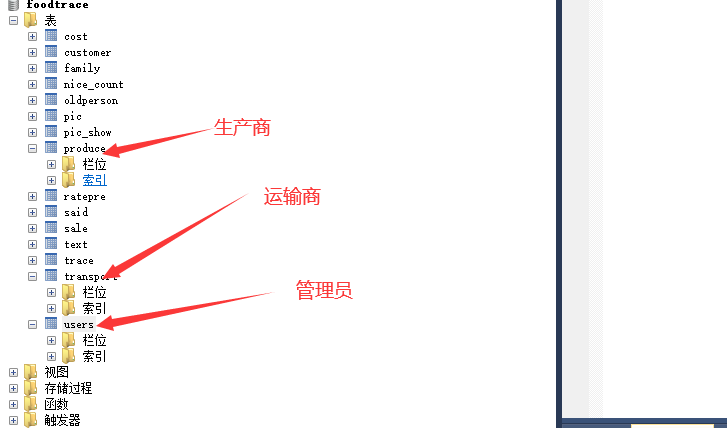 foodtrace
表
cost
customer
family
nice_count
oldperson
pic
pic_show
produce
生产商
栏位
索引
ratepre
运输商
said
sale
text
trace
transport
栏位
管理员
索引
users
栏位
索引
视图
存储过程
函数
触发器